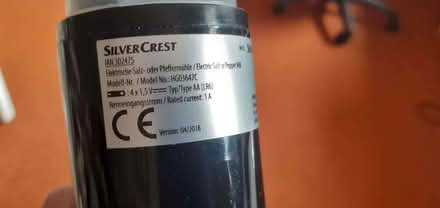 SILVERCREST
IAN 302475
Elektrische Salz- oder Pfeffermühle / Electric Salt or Pepper Mill
Modell-Nr. / Model No.: HG03642C
: 4 x 1,5 V Typ/Type AA (LR6)
Nenneingangsstrom / Rated current: 1 A
CE
Version: 04/2018